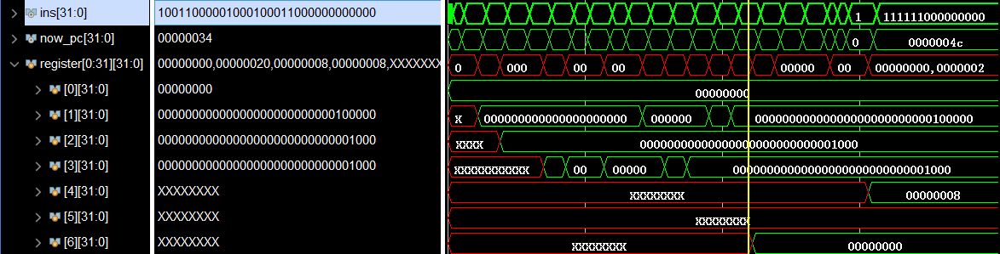 ins[31:0] 10011000001000100011000000000000 1 111111000000000
now_pc[31:0] 00000034 0 0000004c
register[0:31][31:0] 00000000,00000020,00000008,00000008,XXXXXXX 0 000 00 00 00000 00 00000000,0000002
[0][31:0] 00000000 00000000
[1][31:0] 00000000000000000000000000100000 X 00000000000000000000000 000000 00000000000000000000000000100000
[2][31:0] 00000000000000000000000000001000 XXXX 00000000000000000000000000001000
[3][31:0] 00000000000000000000000000001000 XXXXXXXXXXX 00 00000 00000000000000000000000000001000
[4][31:0] XXXXXXXX XXXXXXXX 00000008
[5][31:0] XXXXXXXX XXXXXXXX
[6][31:0] XXXXXXXX XXXXXXXX 00000000